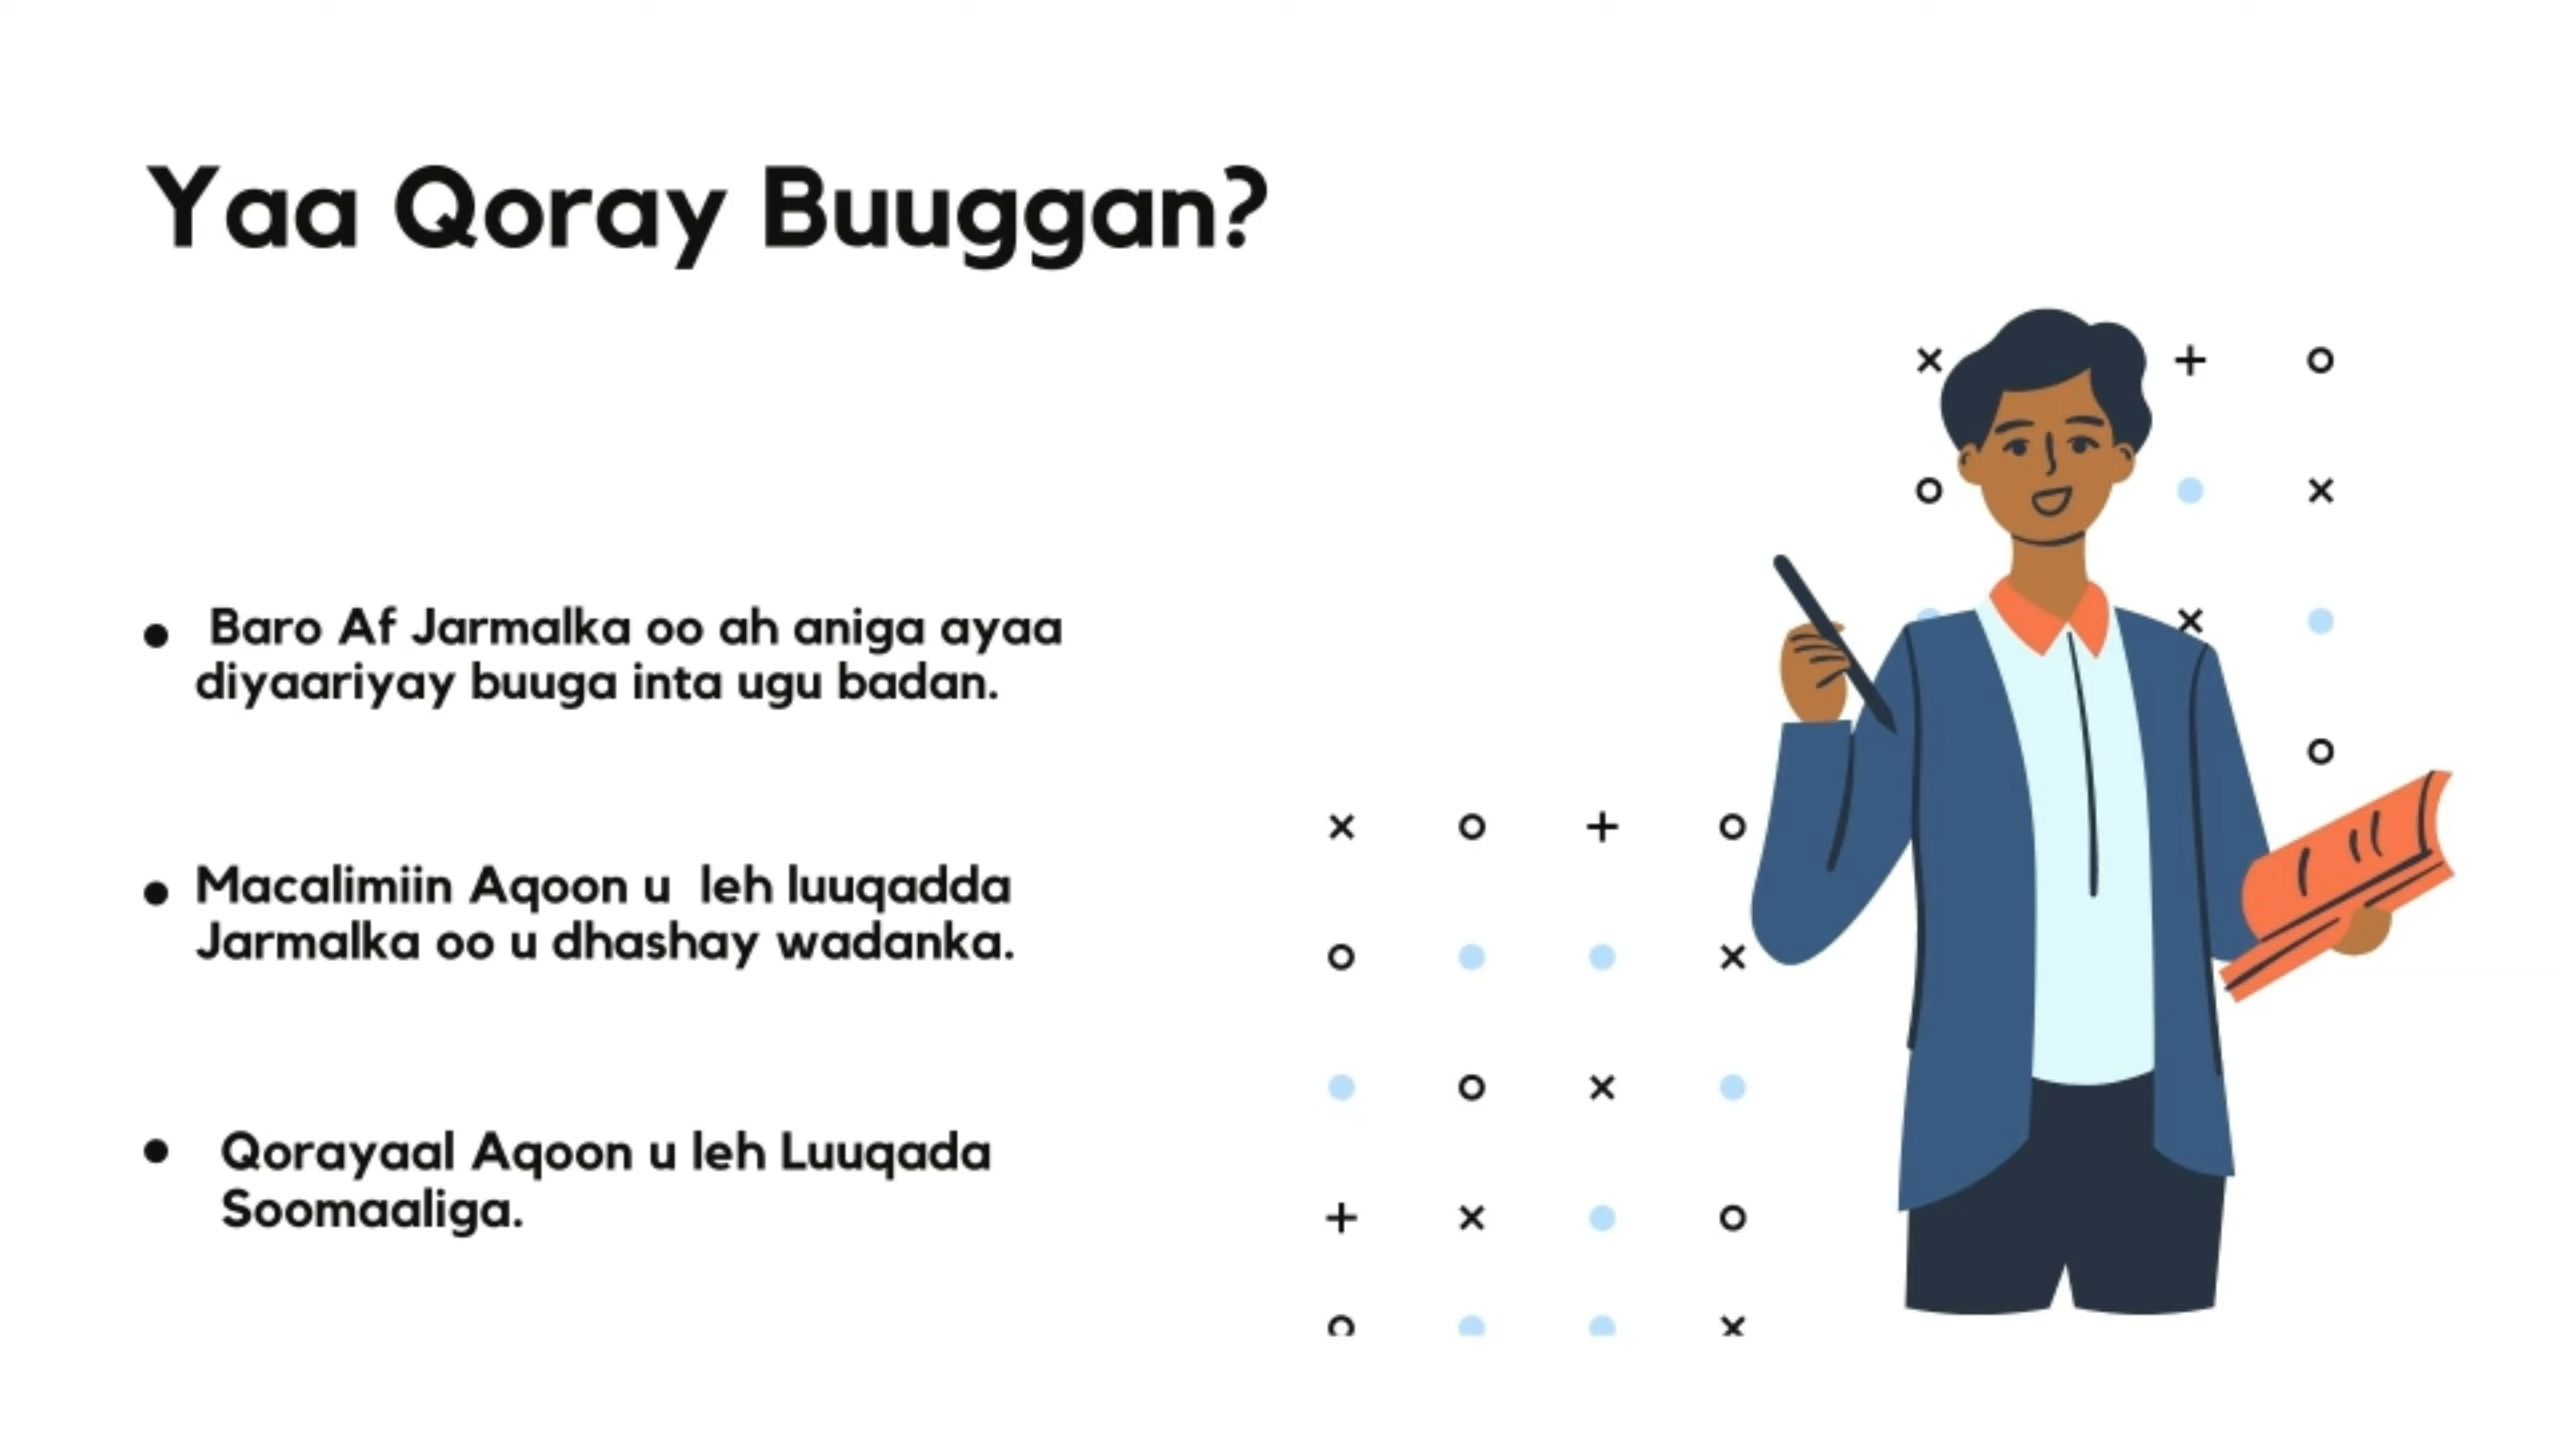 Yaa Qoray Buuggan?
Baro Af Jarmalka oo ah aniga ayaa
diyaariyay buuga inta ugu badan.
Macalimiin Aqoon u leh luuqadda
Jarmalka oo u dhashay wadanka.
Qorayaal Aqoon u leh Luuqada
Soomaaliga.